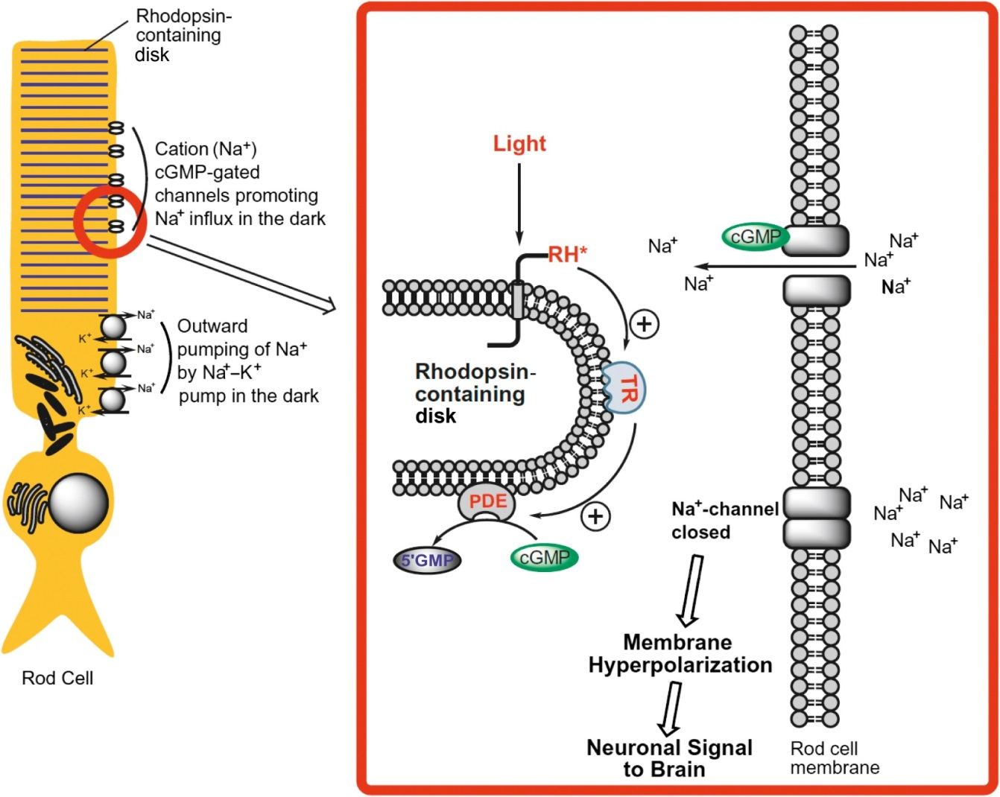 Rhodopsin-
containing
disk
Cation (Na⁺)
cGMP-gated
channels promoting
Na⁺ influx in the dark
Na⁺
K⁺
Na⁺
K⁺
Na⁺
K⁺
Outward
pumping of Na⁺
by Na⁺–K⁺
pump in the dark
Rod Cell
Light
RH*
+
TR
Rhodopsin-
containing
disk
PDE
+
5'GMP
cGMP
cGMP
Na⁺
Na⁺
Na⁺
Na⁺
Na⁺
Na⁺-channel
closed
Na⁺
Na⁺
Na⁺
Na⁺
Na⁺
Membrane
Hyperpolarization
Neuronal Signal
to Brain
Rod cell
membrane